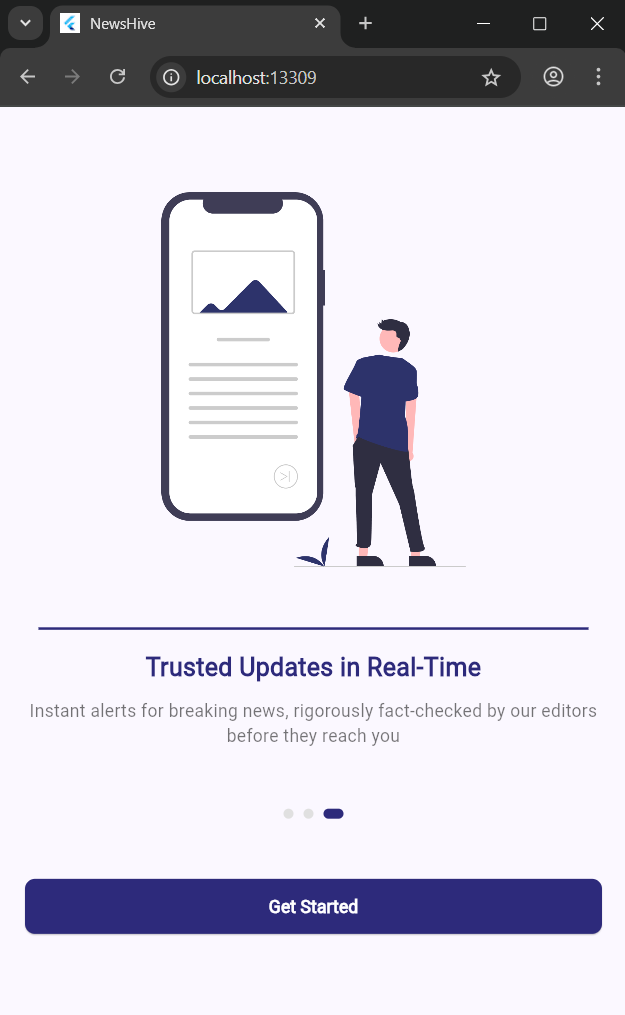 NewsHive
localhost:13309
Trusted Updates in Real-Time
Instant alerts for breaking news, rigorously fact-checked by our editors
before they reach you
Get Started